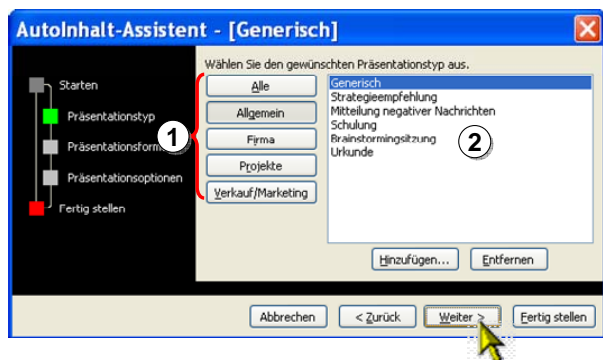 AutoInhalt-Assistent - [Generisch]
Wählen Sie den gewünschten Präsentationstyp aus.
Starten
Präsentationstyp
Präsentationsform
Präsentationsoptionen
Fertig stellen
1
Alle
Allgemein
Firma
Projekte
Verkauf/Marketing
Generisch
Strategieempfehlung
Mitteilung negativer Nachrichten
Schulung
Brainstormingsitzung
Urkunde
2
Hinzufügen...
Entfernen
Abbrechen
< Zurück
Weiter >
Fertig stellen